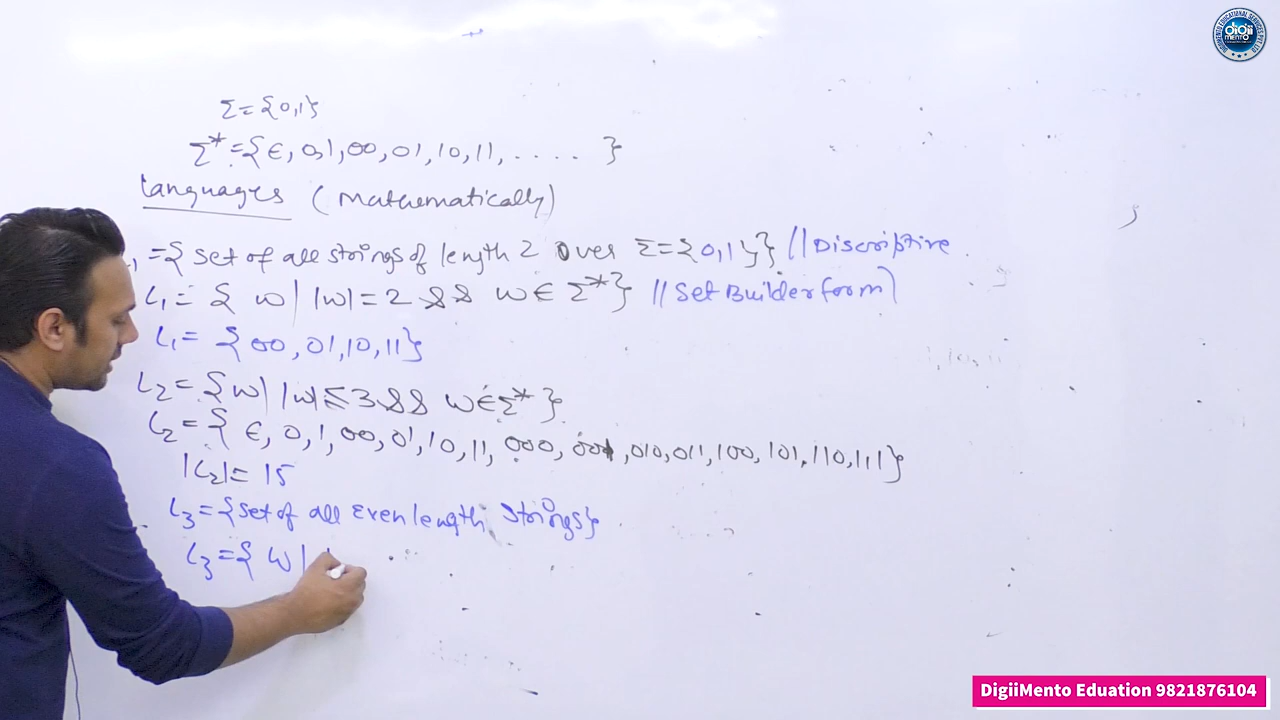 Σ={0,1}
Σ*={ε, 0,1,00,01,10,11, ..... }
Languages (Mathematically)
={set of all strings of length 2 over Σ={0,1}} //Discriptive
L1={ w| |w|=2 && w∈Σ*} //Set Builder form)
L1= {00,01,10,11}
L2={w| |w|≤3 && w∈Σ*}
L2={ ε,0,1,00,01,10,11,000,001,010,011,100,101,110,111}
|L2|=15
L3={set of all Even length Strings}
L3={ w|
DigiiMento Eduation 9821876104